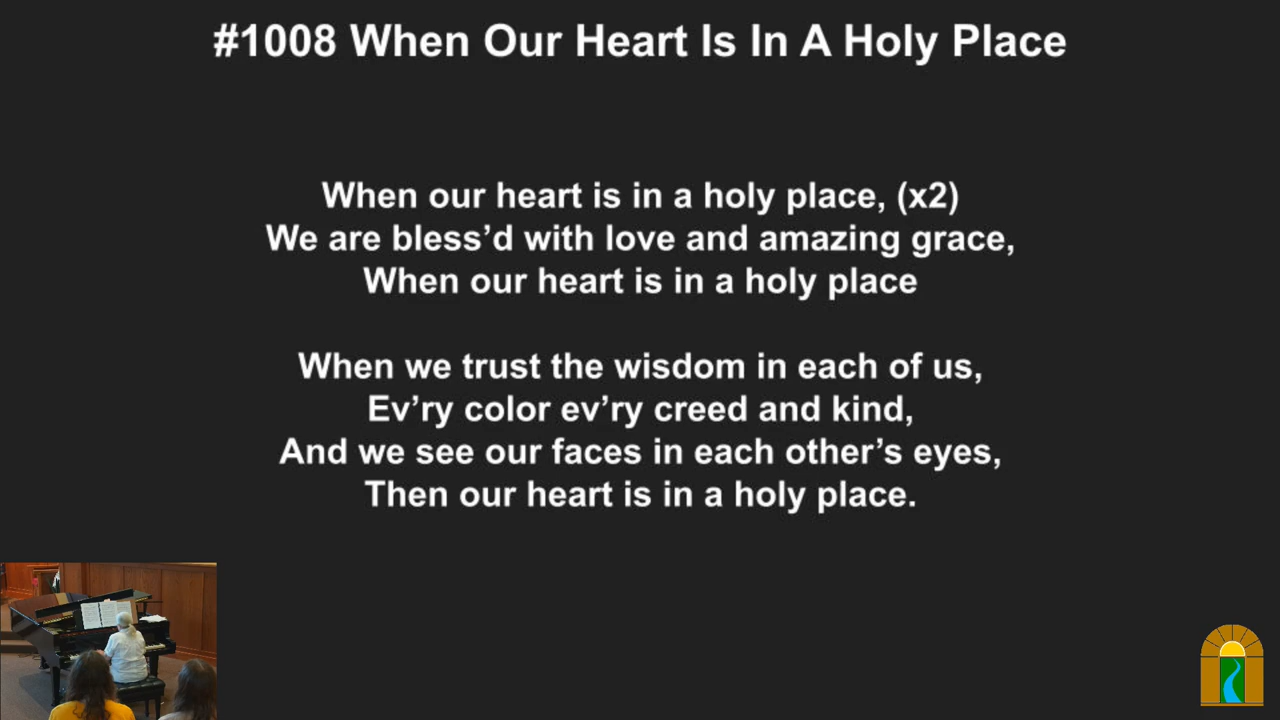 #1008 When Our Heart Is In A Holy Place
When our heart is in a holy place, (x2)
We are bless’d with love and amazing grace,
When our heart is in a holy place
When we trust the wisdom in each of us,
Ev’ry color ev’ry creed and kind,
And we see our faces in each other’s eyes,
Then our heart is in a holy place.